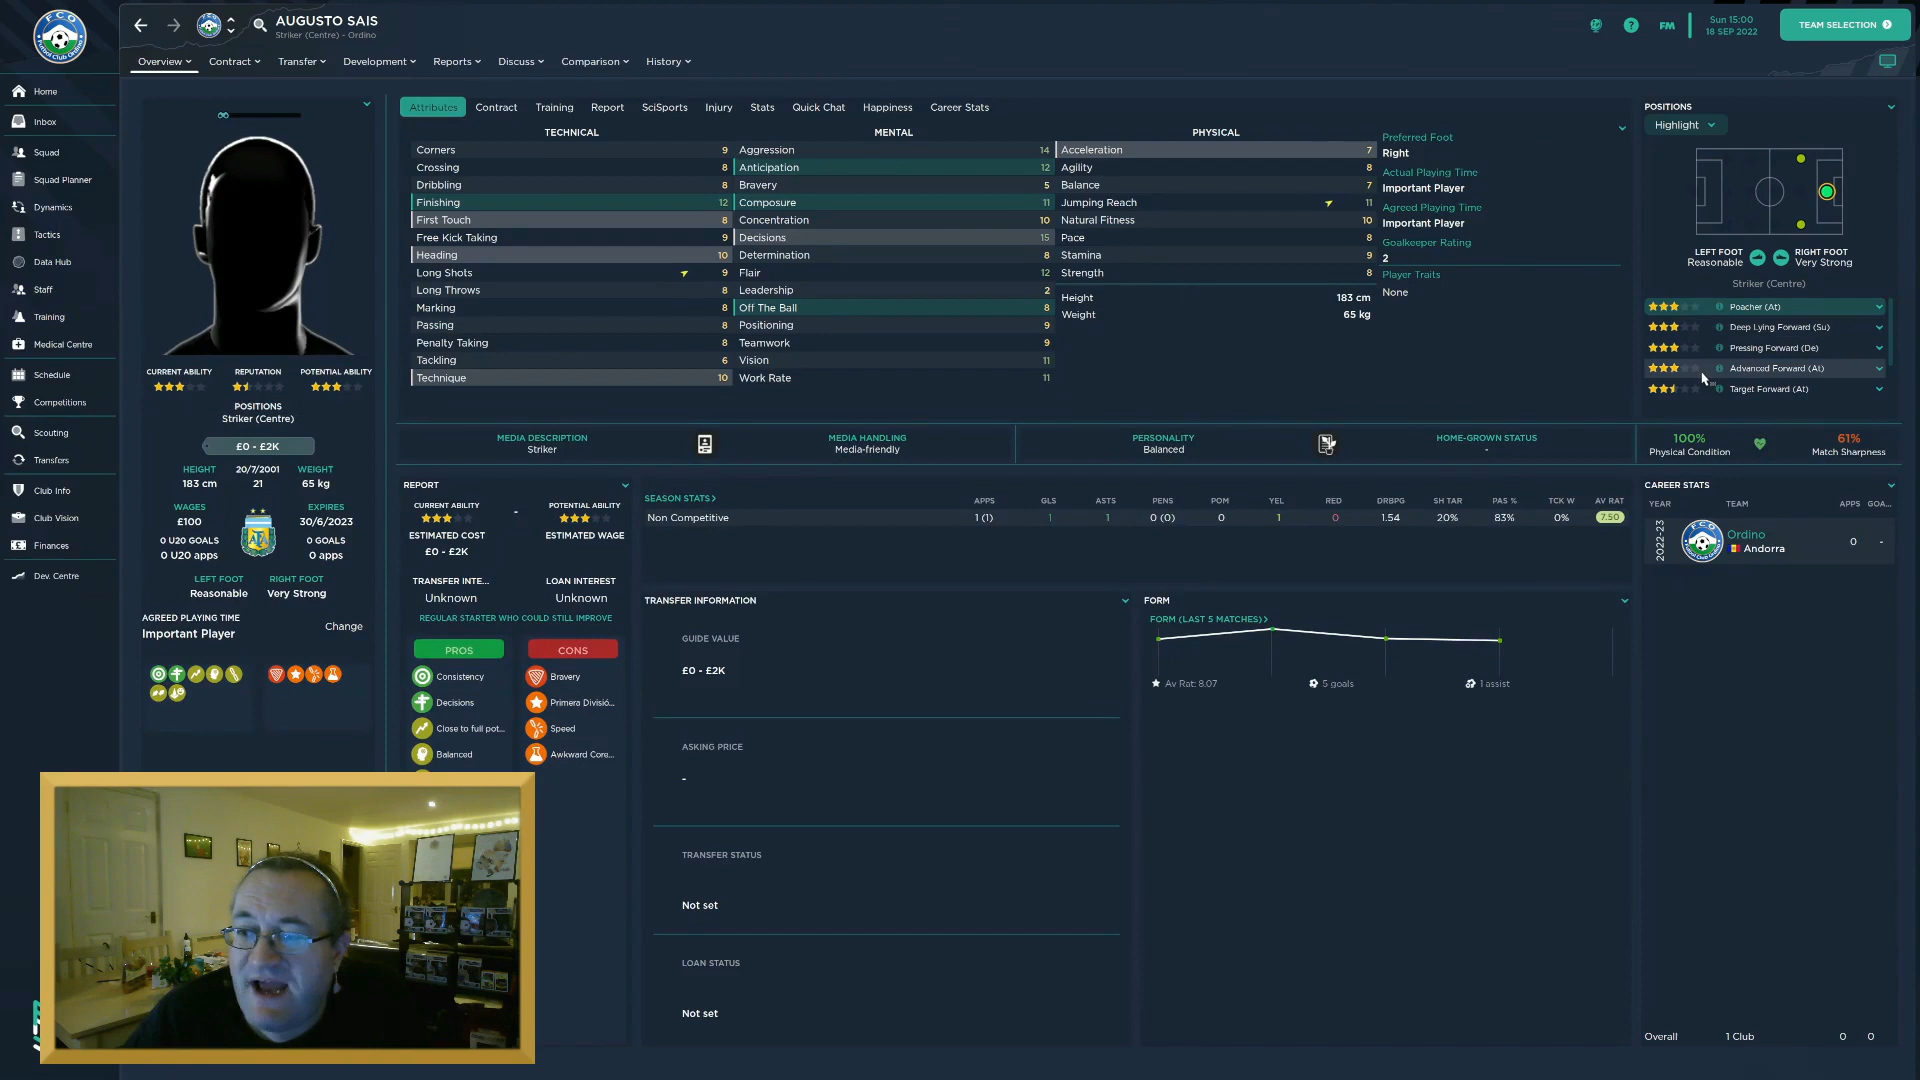 FCO
Futbol Club Ordino
AUGUSTO SAIS
Striker (Centre) - Ordino
FM
Sun 15:00
18 SEP 2022
TEAM SELECTION
Overview
Contract
Transfer
Development
Reports
Discuss
Comparison
History
Home
Inbox
Squad
Squad Planner
Dynamics
Tactics
Data Hub
Staff
Training
Medical Centre
Schedule
Competitions
Scouting
Transfers
Club Info
Club Vision
Finances
Dev. Centre
CURRENT ABILITY
REPUTATION
POTENTIAL ABILITY
POSITIONS
Striker (Centre)
£0 - £2K
HEIGHT 20/7/2001 WEIGHT
183 cm 21 65 kg
WAGES EXPIRES
£100 30/6/2023
0 U20 GOALS 0 GOALS
0 U20 apps 0 apps
LEFT FOOT RIGHT FOOT
Reasonable Very Strong
AGREED PLAYING TIME
Important Player
Change
Attributes Contract Training Report SciSports Injury Stats Quick Chat Happiness Career Stats
TECHNICAL
Corners 9
Crossing 8
Dribbling 8
Finishing 12
First Touch 8
Free Kick Taking 9
Heading 10
Long Shots 9
Long Throws 8
Marking 8
Passing 8
Penalty Taking 8
Tackling 6
Technique 10
MENTAL
Aggression 14
Anticipation 12
Bravery 5
Composure 11
Concentration 10
Decisions 15
Determination 8
Flair 12
Leadership 2
Off The Ball 8
Positioning 9
Teamwork 9
Vision 11
Work Rate 11
PHYSICAL
Acceleration 7
Agility 8
Balance 7
Jumping Reach 11
Natural Fitness 10
Pace 8
Stamina 9
Strength 8
Height 183 cm
Weight 65 kg
Preferred Foot
Right
Actual Playing Time
Important Player
Agreed Playing Time
Important Player
Goalkeeper Rating
2
Player Traits
None
POSITIONS
Highlight
LEFT FOOT RIGHT FOOT
Reasonable Very Strong
Striker (Centre)
Poacher (At)
Deep Lying Forward (Su)
Pressing Forward (De)
Advanced Forward (At)
Target Forward (At)
MEDIA DESCRIPTION
Striker
MEDIA HANDLING
Media-friendly
PERSONALITY
Balanced
HOME-GROWN STATUS
-
100%
Physical Condition
61%
Match Sharpness
REPORT
CURRENT ABILITY - POTENTIAL ABILITY
ESTIMATED COST ESTIMATED WAGE
£0 - £2K
TRANSFER INTE... LOAN INTEREST
Unknown Unknown
REGULAR STARTER WHO COULD STILL IMPROVE
PROS CONS
Consistency Bravery
Decisions Primera Divisió...
Close to full pot... Speed
Balanced Awkward Core...
SEASON STATS APPS GLS ASTS PENS POM YEL RED DRBPG SH TAR PAS % TCK W AV RAT
Non Competitive 1 (1) 1 1 0 (0) 0 1 0 1.54 20% 83% 0% 7.50
TRANSFER INFORMATION
GUIDE VALUE
£0 - £2K
ASKING PRICE
-
TRANSFER STATUS
Not set
LOAN STATUS
Not set
FORM
FORM (LAST 5 MATCHES)
Av Rat: 8.07 5 goals 1 assist
CAREER STATS
YEAR TEAM APPS GOA...
2022-23 Ordino 0 -
Andorra
Overall 1 Club 0 0